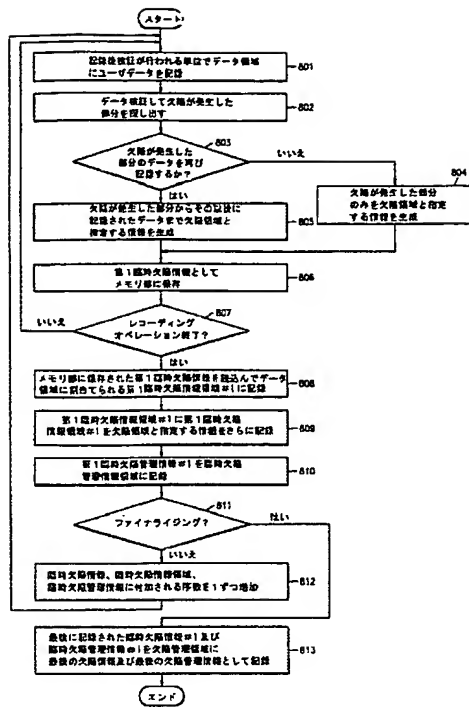 スタート
記録後検証が行われる単位でデータ領域
にユーザデータを記録
801
データ検証して欠陥が発生した
部分を探し出す
802
欠陥が発生した
部分のデータを再び
記録するか?
803
いいえ
はい
欠陥が発生した部分
のみを欠陥領域と指定
する情報を生成
804
欠陥が発生した部分からその以後に
記録されたデータまで欠陥領域と
指定する情報を生成
805
第1臨時欠陥情報として
メモリ部に保存
806
レコーディング
オペレーション終了?
807
いいえ
はい
メモリ部に保存された第1臨時欠陥情報を読込んでデータ
領域に割当てられる第1臨時欠陥情報領域#iに記録
808
第1臨時欠陥情報領域#iに第1臨時欠陥
情報領域#iを欠陥領域と指定する情報をさらに記録
809
第1臨時欠陥管理情報#iを臨時欠陥
管理情報領域に記録
810
ファイナライジング?
811
はい
いいえ
臨時欠陥情報、臨時欠陥情報領域、
臨時欠陥管理情報に付加される序数を1ずつ増加
812
最後に記録された臨時欠陥情報#i及び
臨時欠陥管理情報#iを欠陥管理領域に
最後の欠陥情報及び最後の欠陥管理情報として記録
813
エンド